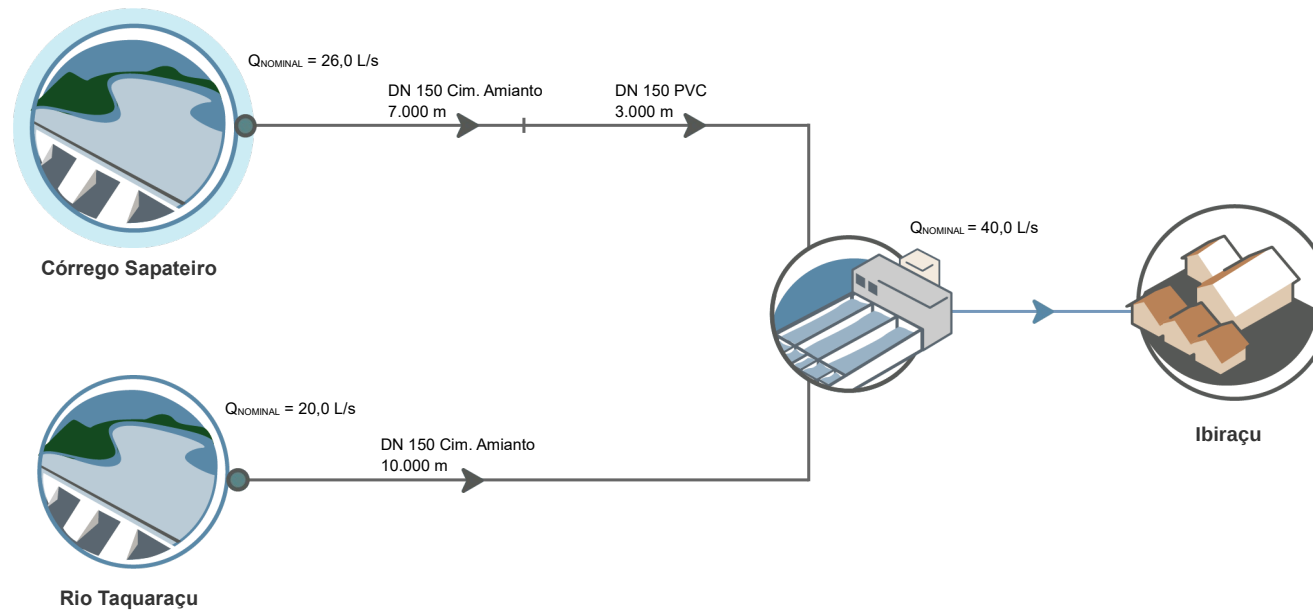 QNOMINAL = 26,0 L/s
DN 150 Cim. Amianto
7.000 m
DN 150 PVC
3.000 m
Córrego Sapateiro
QNOMINAL = 40,0 L/s
QNOMINAL = 20,0 L/s
DN 150 Cim. Amianto
10.000 m
Ibiraçu
Rio Taquaraçu